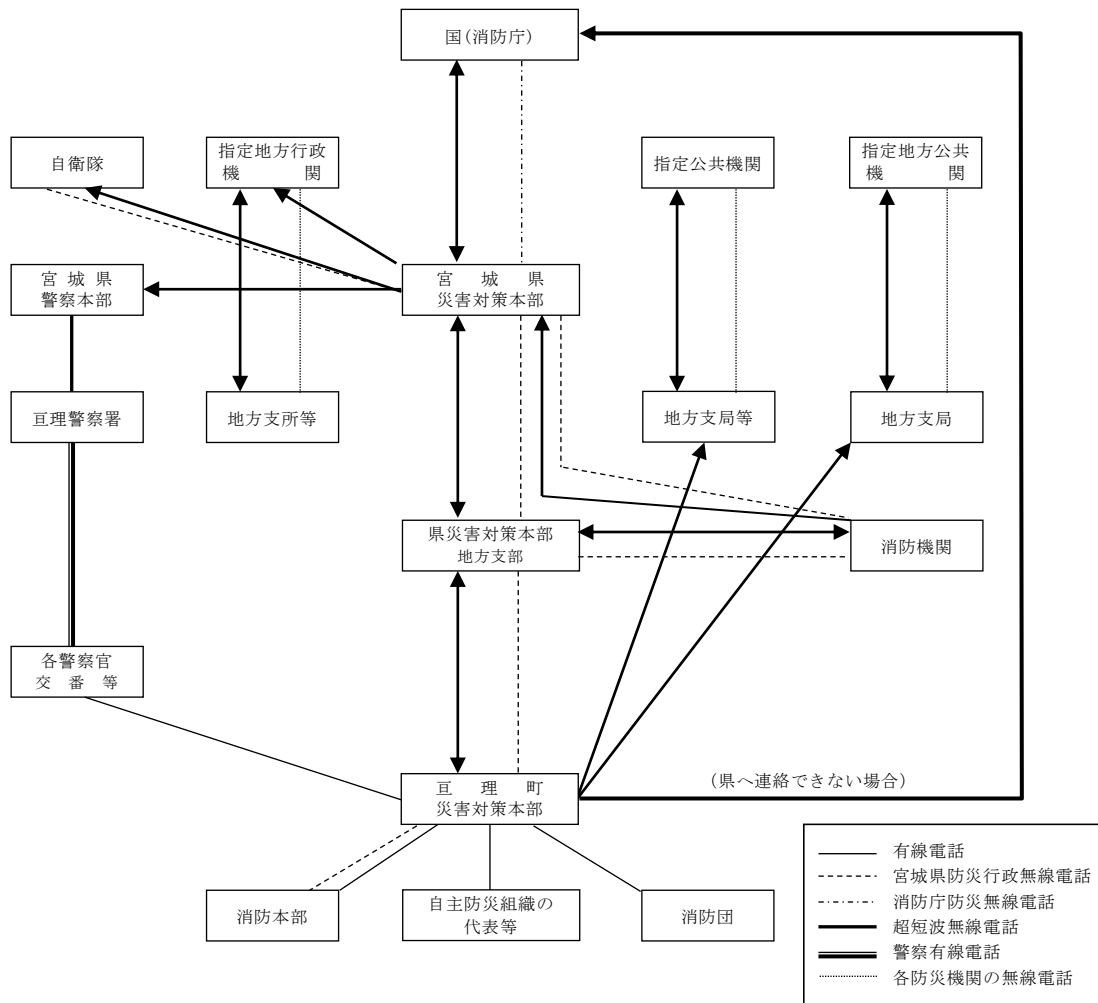 国(消防庁)
自衛隊
指定地方行政
機関
指定公共機関
指定地方公共
機関
宮城県
警察本部
宮城県
災害対策本部
亘理警察署
地方支所等
地方支局等
地方支局
県災害対策本部
地方支部
消防機関
各警察官
交番等
亘理町
災害対策本部
(県へ連絡できない場合)
消防本部
自主防災組織の
代表等
消防団
有線電話
宮城県防災行政無線電話
消防庁防災無線電話
超短波無線電話
警察有線電話
各防災機関の無線電話